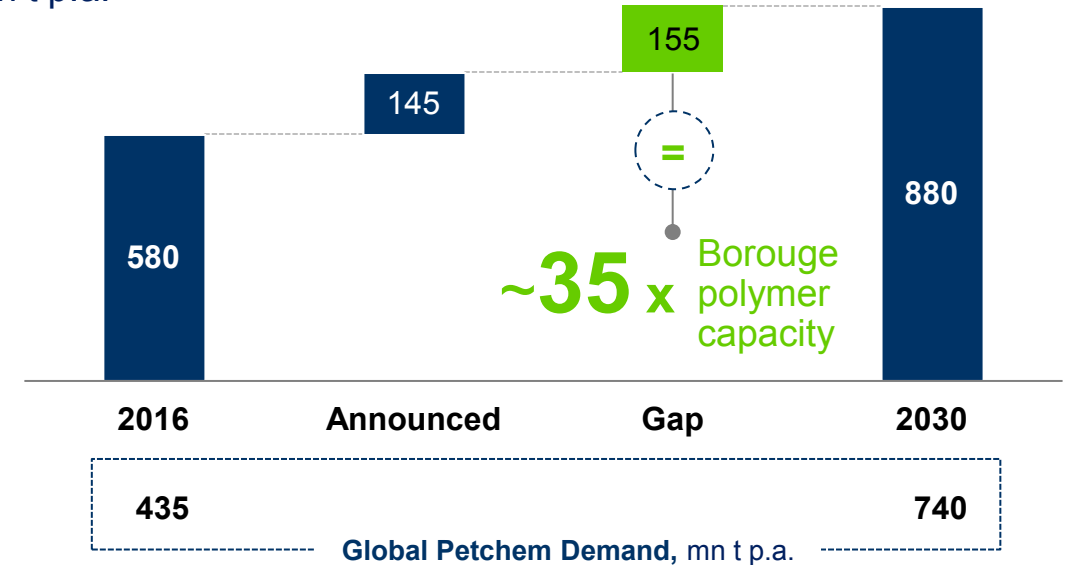 p.a.
155
145
=
880
580
~35 x
Borouge
polymer
capacity
2016 Announced Gap 2030
435 740
Global Petchem Demand, mn t p.a.